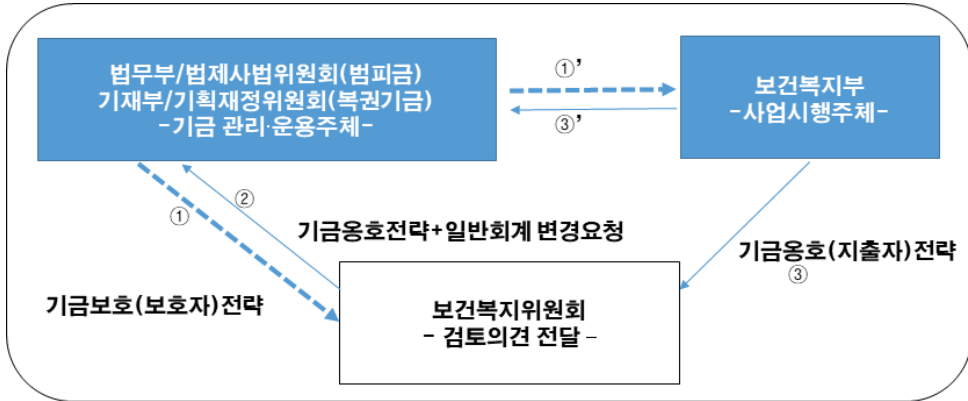 법무부/법제사법위원회(범피금)
기재부/기획재정위원회(복권기금)
-기금 관리·운용주체-
①’
③’
보건복지부
-사업시행주체-
②
①
기금옹호전략+일반회계 변경요청
기금옹호(지출자)전략
③
기금보호(보호자)전략
보건복지위원회
- 검토의견 전달 –